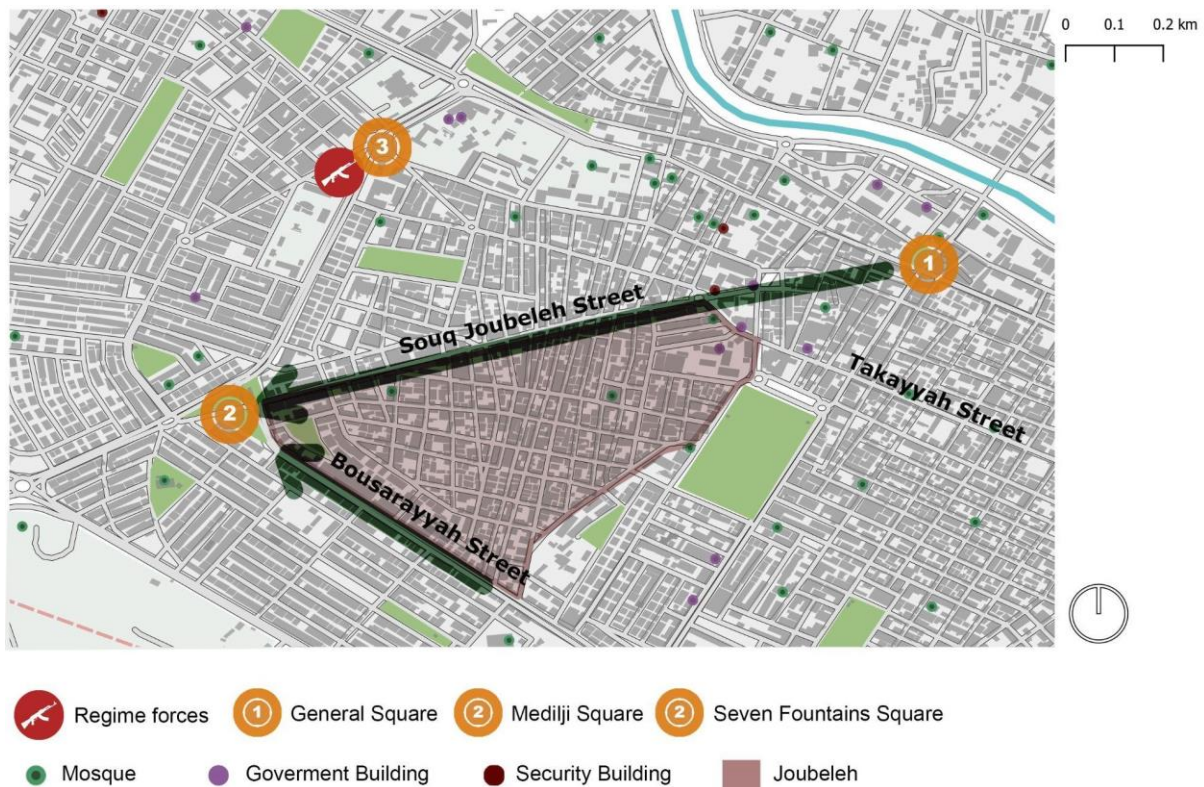 0 0.1 0.2 km
3
1
Souq Joubeleh Street
Takayyah Street
2
Bousarayyah Street
Regime forces
1 General Square
2 Medilji Square
2 Seven Fountains Square
Mosque
Goverment Building
Security Building
Joubeleh